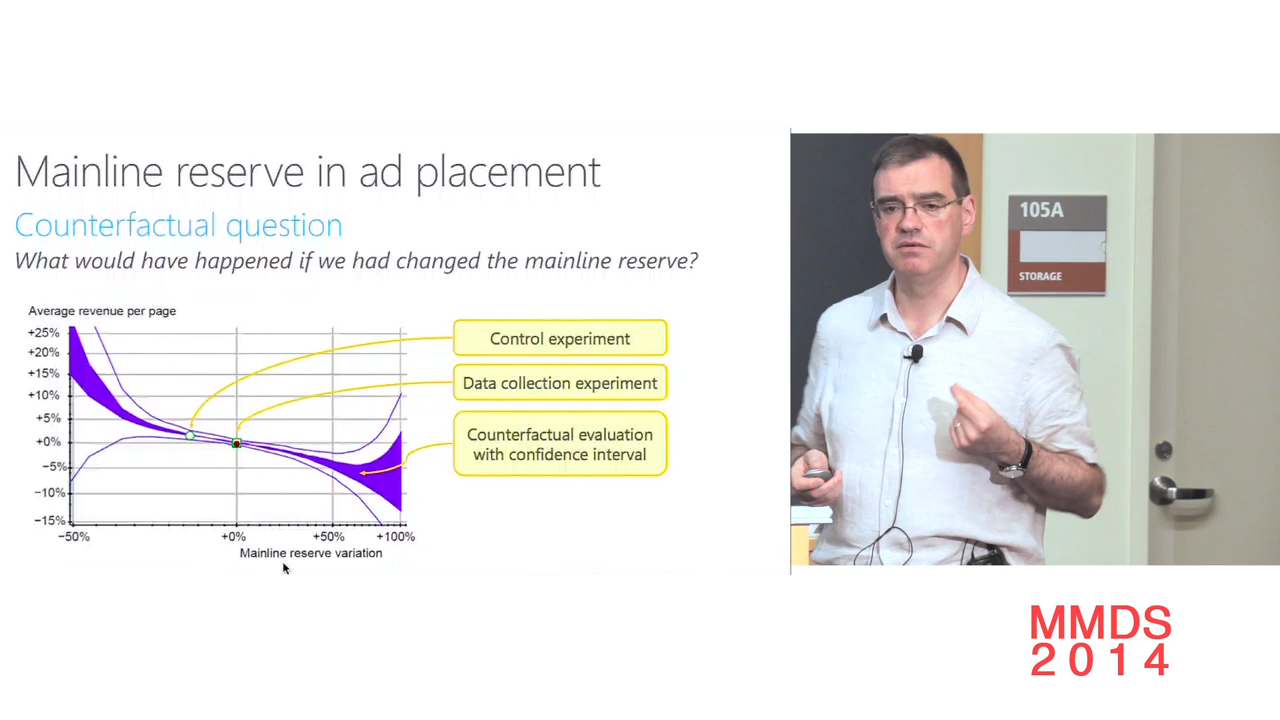 Mainline reserve in ad placement
Counterfactual question
What would have happened if we had changed the mainline reserve?
Average revenue per page
+25%
+20%
+15%
+10%
+5%
+0%
−5%
−10%
−15%
−50%
+0%
+50%
+100%
Mainline reserve variation
Control experiment
Data collection experiment
Counterfactual evaluation
with confidence interval
105A
STORAGE
MMDS
2014